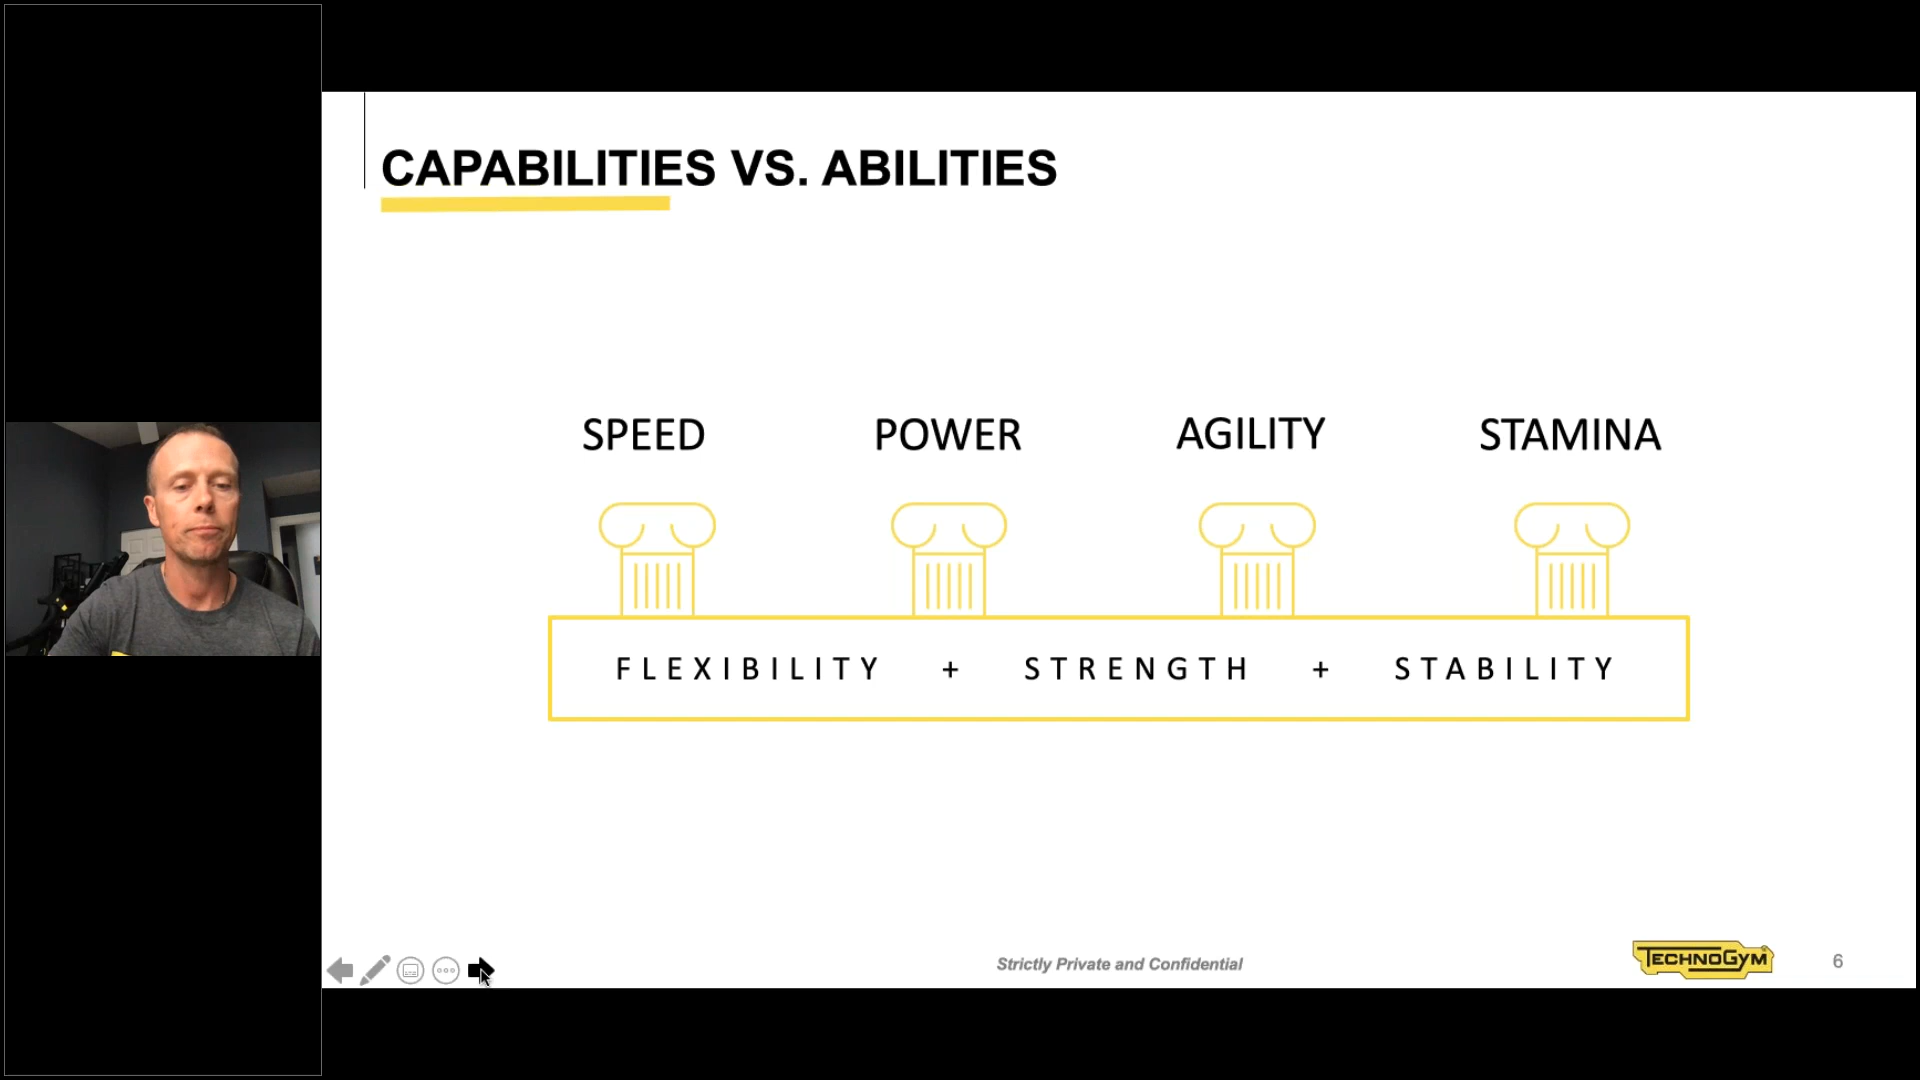 CAPABILITIES VS. ABILITIES
SPEED
POWER
AGILITY
STAMINA
FLEXIBILITY + STRENGTH + STABILITY
Strictly Private and Confidential
TECHNOGYM
6